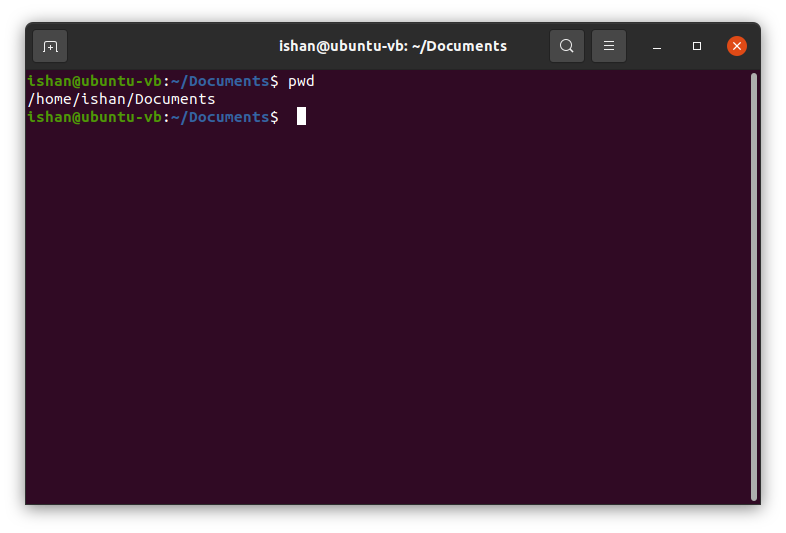 ishan@ubuntu-vb: ~/Documents
ishan@ubuntu-vb:~/Documents$ pwd
/home/ishan/Documents
ishan@ubuntu-vb:~/Documents$